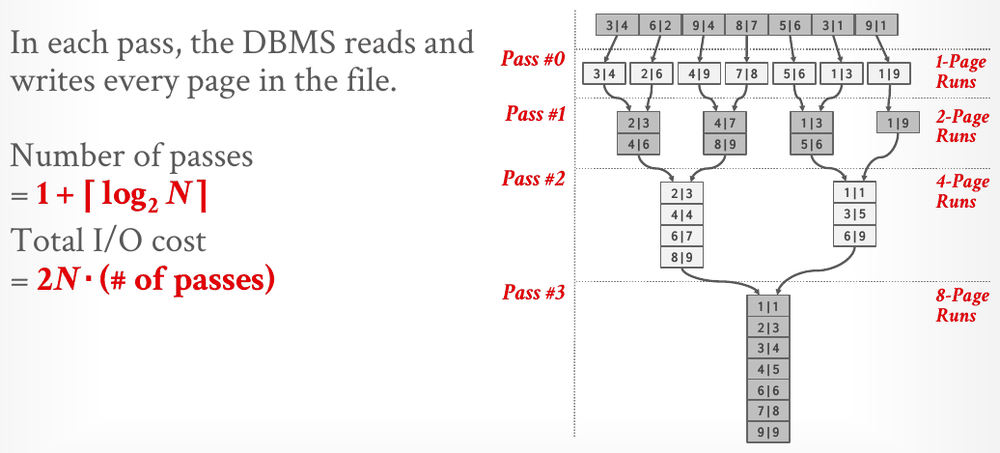 In each pass, the DBMS reads and
writes every page in the file.
Number of passes
= 1 + ⌈ log₂ N ⌉
Total I/O cost
= 2N · (# of passes)
3|4 6|2 9|4 8|7 5|6 3|1 9|1
Pass #0
3|4 2|6 4|9 7|8 5|6 1|3 1|9
1-Page
Runs
Pass #1
2|3 4|7 1|3 1|9
4|6 8|9 5|6
2-Page
Runs
Pass #2
2|3 1|1
4|4 3|5
6|7 6|9
8|9
4-Page
Runs
Pass #3
1|1
2|3
3|4
4|5
6|6
7|8
9|9
8-Page
Runs